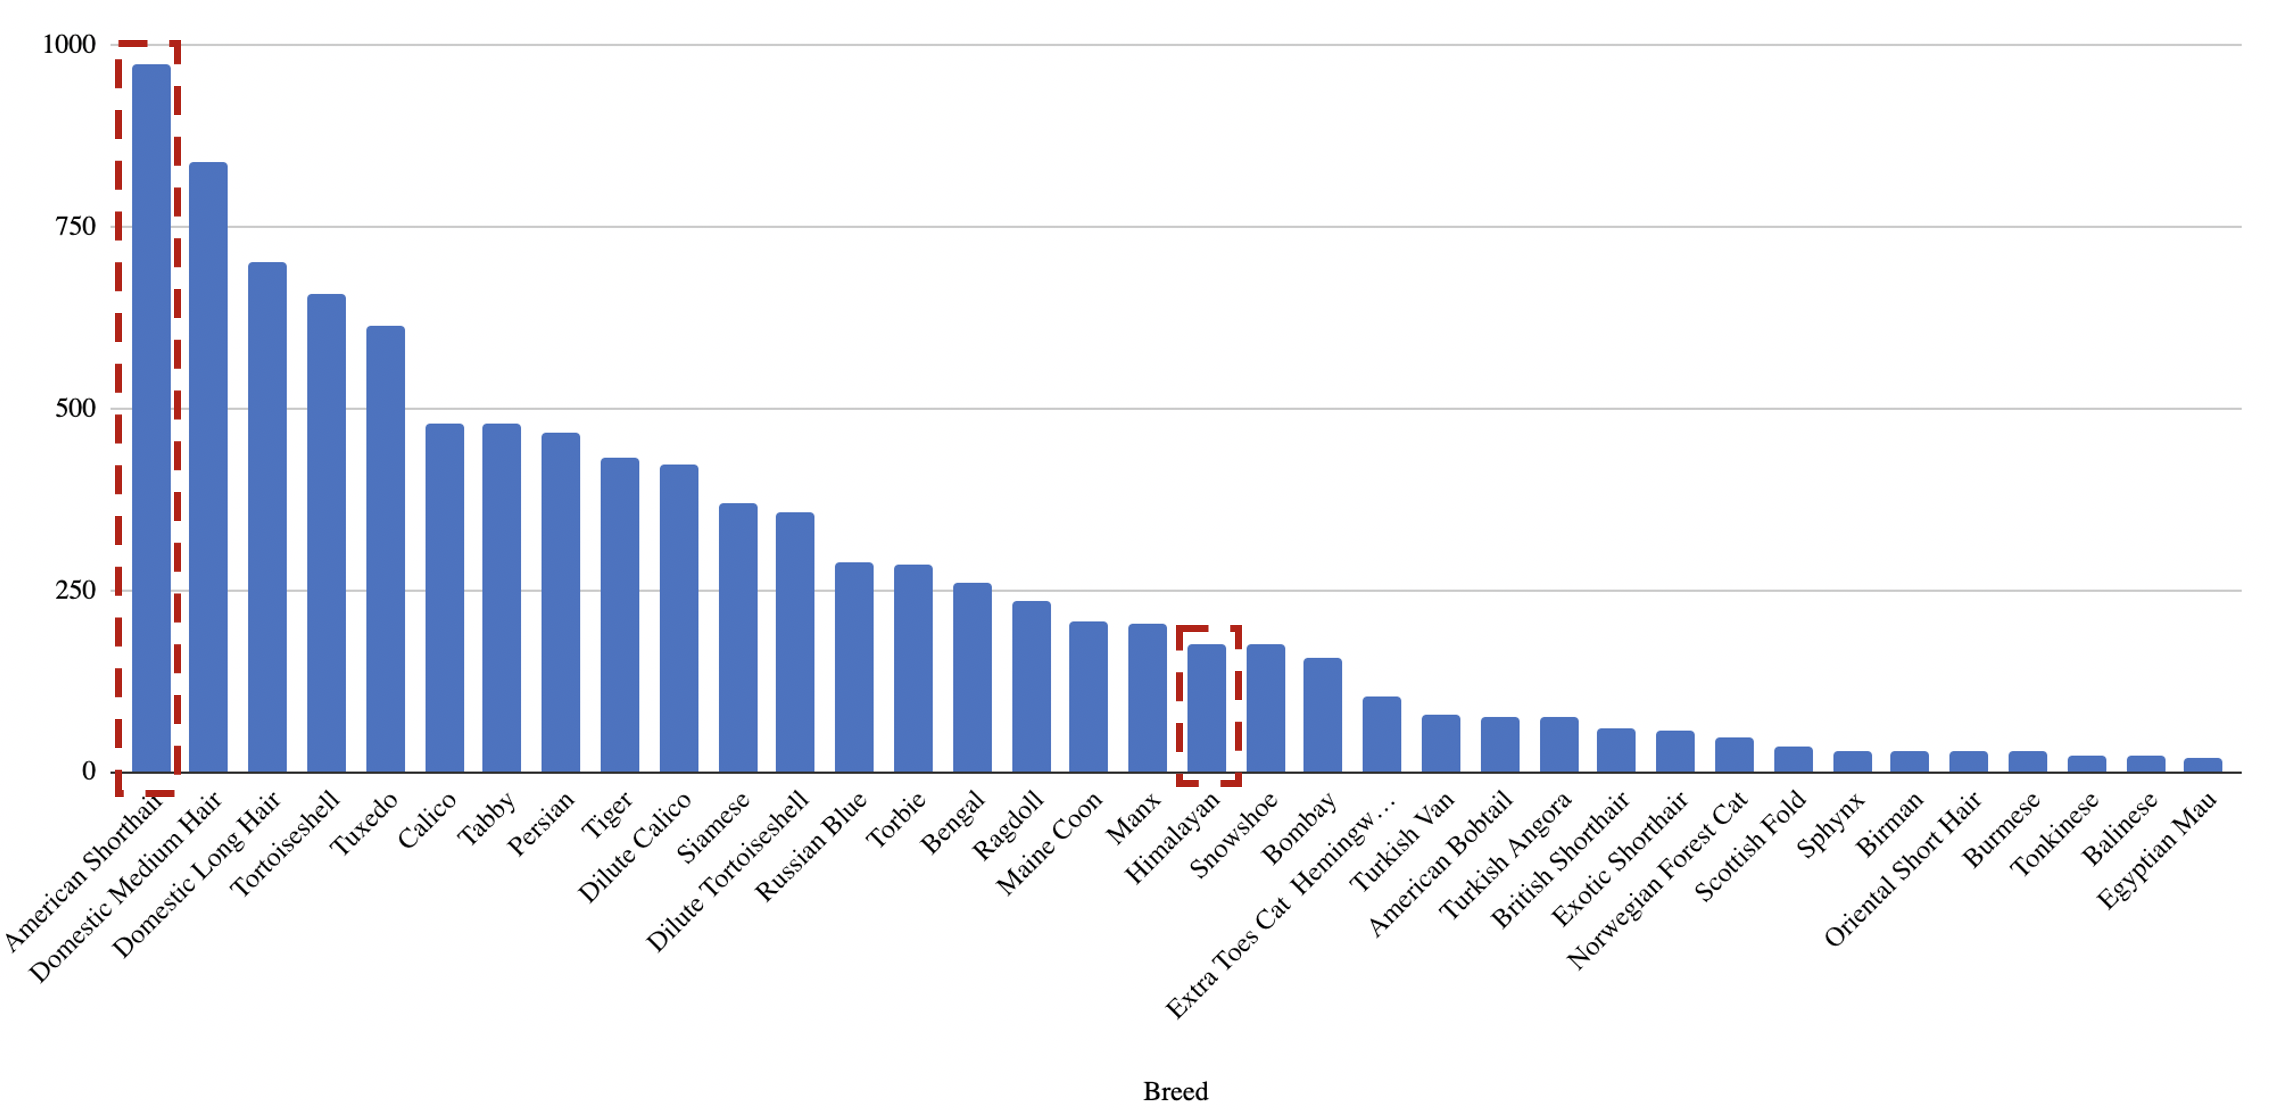 1000
750
500
250
0
American Shorthair
Domestic Medium Hair
Domestic Long Hair
Tortoiseshell
Tuxedo
Calico
Tabby
Persian
Tiger
Dilute Calico
Siamese
Dilute Tortoiseshell
Russian Blue
Torbie
Bengal
Ragdoll
Maine Coon
Manx
Himalayan
Snowshoe
Bombay
Extra Toes Cat Hemingw…
Turkish Van
American Bobtail
Turkish Angora
British Shorthair
Exotic Shorthair
Norwegian Forest Cat
Scottish Fold
Sphynx
Birman
Oriental Short Hair
Burmese
Tonkinese
Balinese
Egyptian Mau
Breed